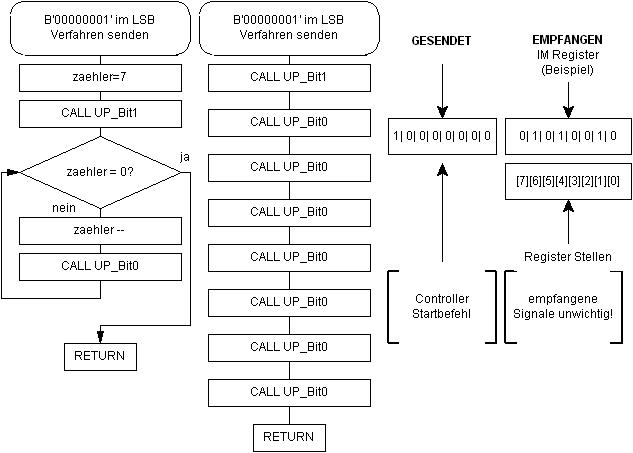 B'00000001' im LSB
Verfahren senden
zaehler=7
CALL UP_Bit1
zaehler = 0?
ja
nein
zaehler --
CALL UP_Bit0
RETURN
B'00000001' im LSB
Verfahren senden
CALL UP_Bit1
CALL UP_Bit0
CALL UP_Bit0
CALL UP_Bit0
CALL UP_Bit0
CALL UP_Bit0
CALL UP_Bit0
CALL UP_Bit0
RETURN
GESENDET
1| 0| 0| 0| 0| 0| 0| 0
Controller
Startbefehl
EMPFANGEN
IM Register
(Beispiel)
0| 1| 0| 1| 0| 0| 1| 0
[7][6][5][4][3][2][1][0]
Register Stellen
empfangene
Signale unwichtig!